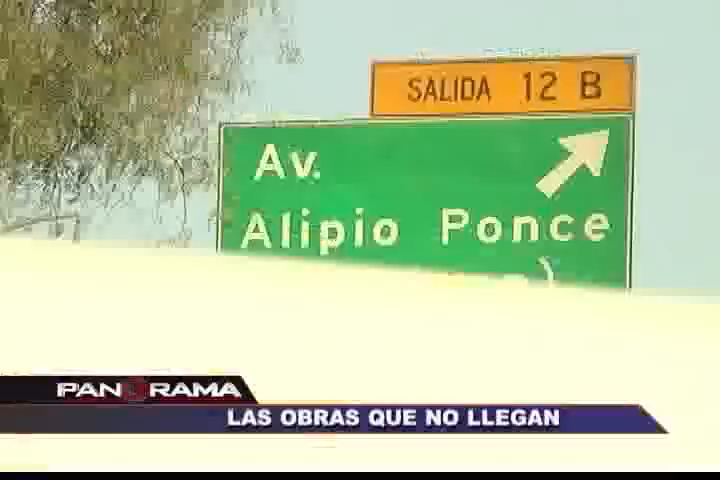 SALIDA 12 B
Av.
Alipio Ponce
PANORAMA
LAS OBRAS QUE NO LLEGAN